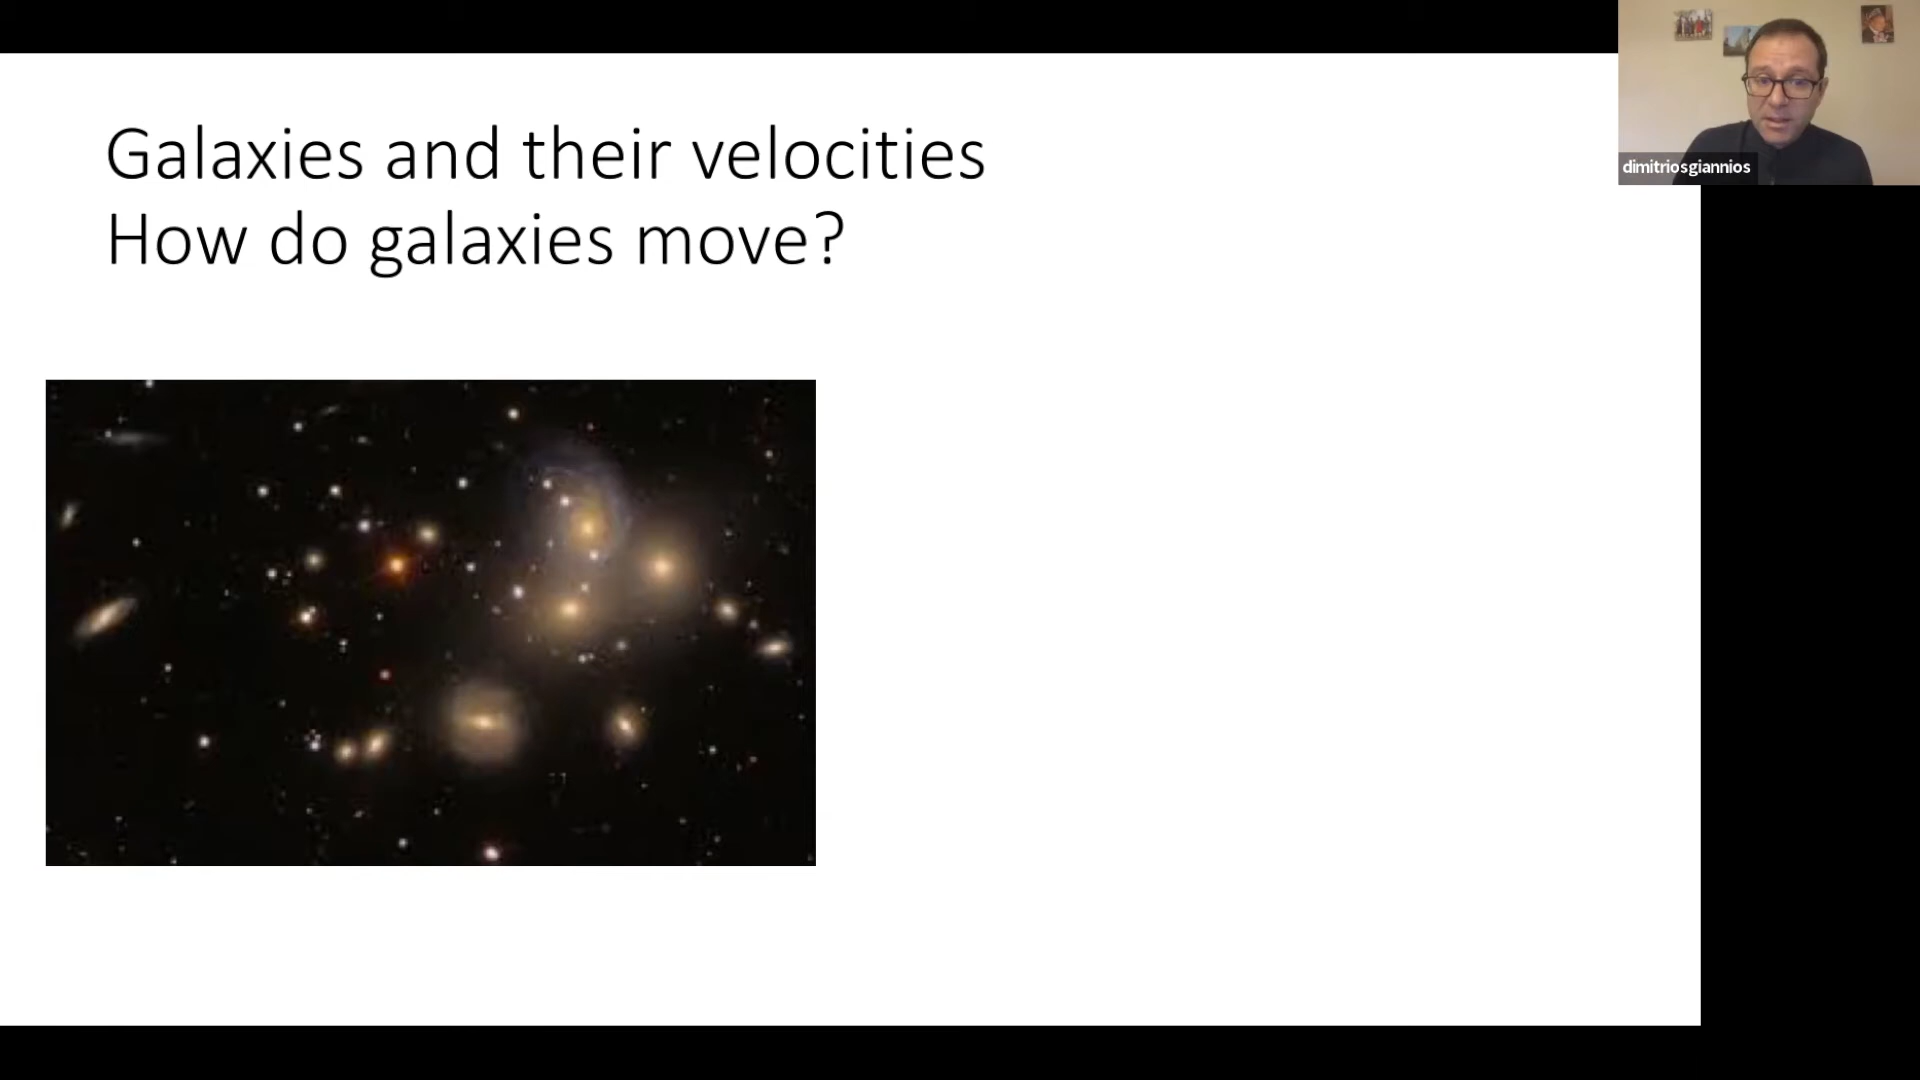 Galaxies and their velocities
How do galaxies move?
dimitriosgiannios